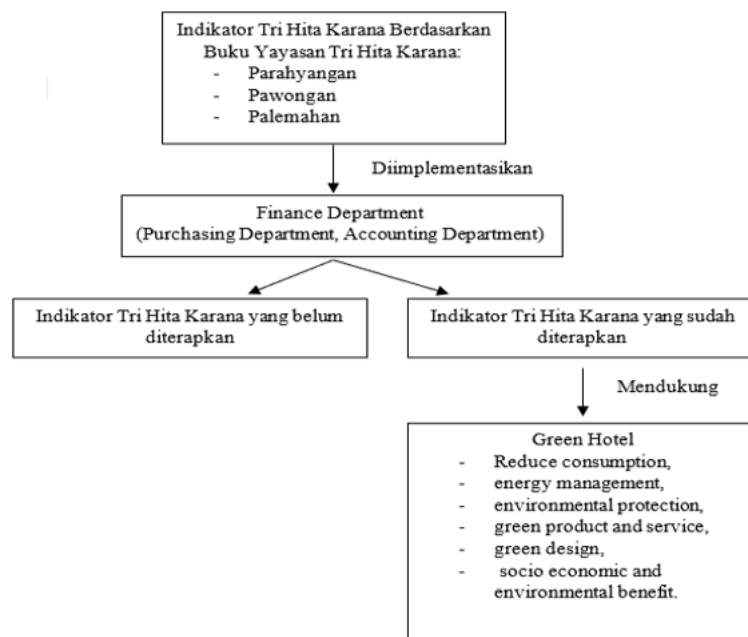 Indikator Tri Hita Karana Berdasarkan
Buku Yayasan Tri Hita Karana:
- Parahyangan
- Pawongan
- Palemahan
Diimplementasikan
Finance Department
(Purchasing Department, Accounting Department)
Indikator Tri Hita Karana yang belum
diterapkan
Indikator Tri Hita Karana yang sudah
diterapkan
Mendukung
Green Hotel
- Reduce consumption,
- energy management,
- environmental protection,
- green product and service,
- green design,
- socio economic and
environmental benefit.